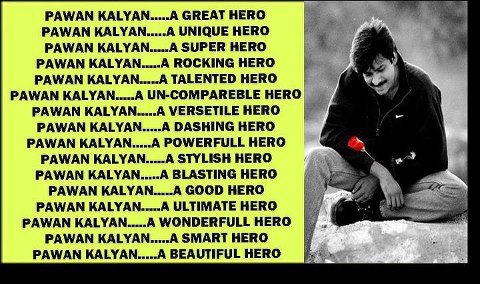 PAWAN KALYAN.....A GREAT HERO
PAWAN KALYAN.....A UNIQUE HERO
PAWAN KALYAN.....A SUPER HERO
PAWAN KALYAN.....A ROCKING HERO
PAWAN KALYAN.....A TALENTED HERO
PAWAN KALYAN.....A UN-COMPAREBLE HERO
PAWAN KALYAN.....A VERSETILE HERO
PAWAN KALYAN.....A DASHING HERO
PAWAN KALYAN.....A POWERFULL HERO
PAWAN KALYAN.....A STYLISH HERO
PAWAN KALYAN.....A BLASTING HERO
PAWAN KALYAN.....A GOOD HERO
PAWAN KALYAN.....A ULTIMATE HERO
PAWAN KALYAN.....A WONDERFULL HERO
PAWAN KALYAN.....A SMART HERO
PAWAN KALYAN.....A BEAUTIFUL HERO